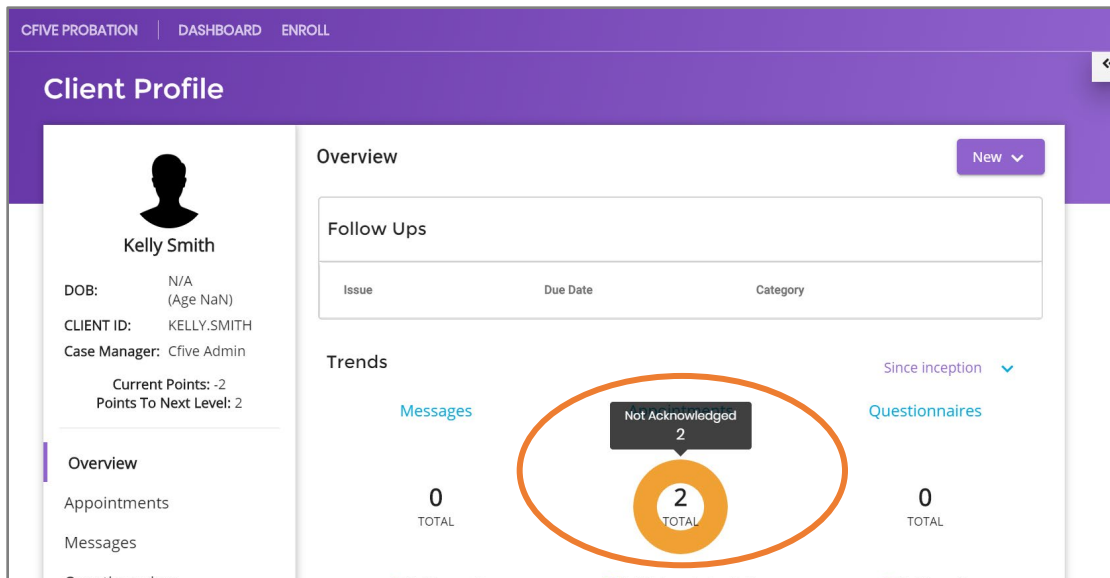 CFIVE PROBATION DASHBOARD ENROLL
Client Profile
Kelly Smith
DOB: N/A
(Age NaN)
CLIENT ID: KELLY.SMITH
Case Manager: Cfive Admin
Current Points: -2
Points To Next Level: 2
Overview
Appointments
Messages
Overview
New
Follow Ups
Issue Due Date Category
Trends
Since inception
Messages Appointments Questionnaires
Not Acknowledged
2
0 2 0
TOTAL TOTAL TOTAL